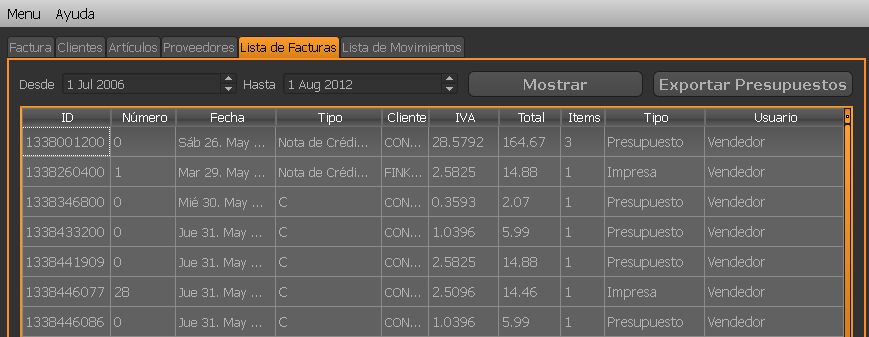 Menu Ayuda
Factura Clientes Artículos Proveedores Lista de Facturas Lista de Movimientos
Desde 1 Jul 2006 Hasta 1 Aug 2012 Mostrar Exportar Presupuestos
ID Número Fecha Tipo Cliente IVA Total Items Tipo Usuario
1338001200 0 Sáb 26. May ... Nota de Crédi... CON... 28.5792 164.67 3 Presupuesto Vendedor
1338260400 1 Mar 29. May ... Nota de Crédi... FINK... 2.5825 14.88 1 Impresa Vendedor
1338346800 0 Mié 30. May ... C CON... 0.3593 2.07 1 Presupuesto Vendedor
1338433200 0 Jue 31. May ... C CON... 1.0396 5.99 1 Presupuesto Vendedor
1338441909 0 Jue 31. May ... C CON... 2.5825 14.88 1 Presupuesto Vendedor
1338446077 28 Jue 31. May ... C CON... 2.5096 14.46 1 Impresa Vendedor
1338446086 0 Jue 31. May ... C CON... 1.0396 5.99 1 Presupuesto Vendedor